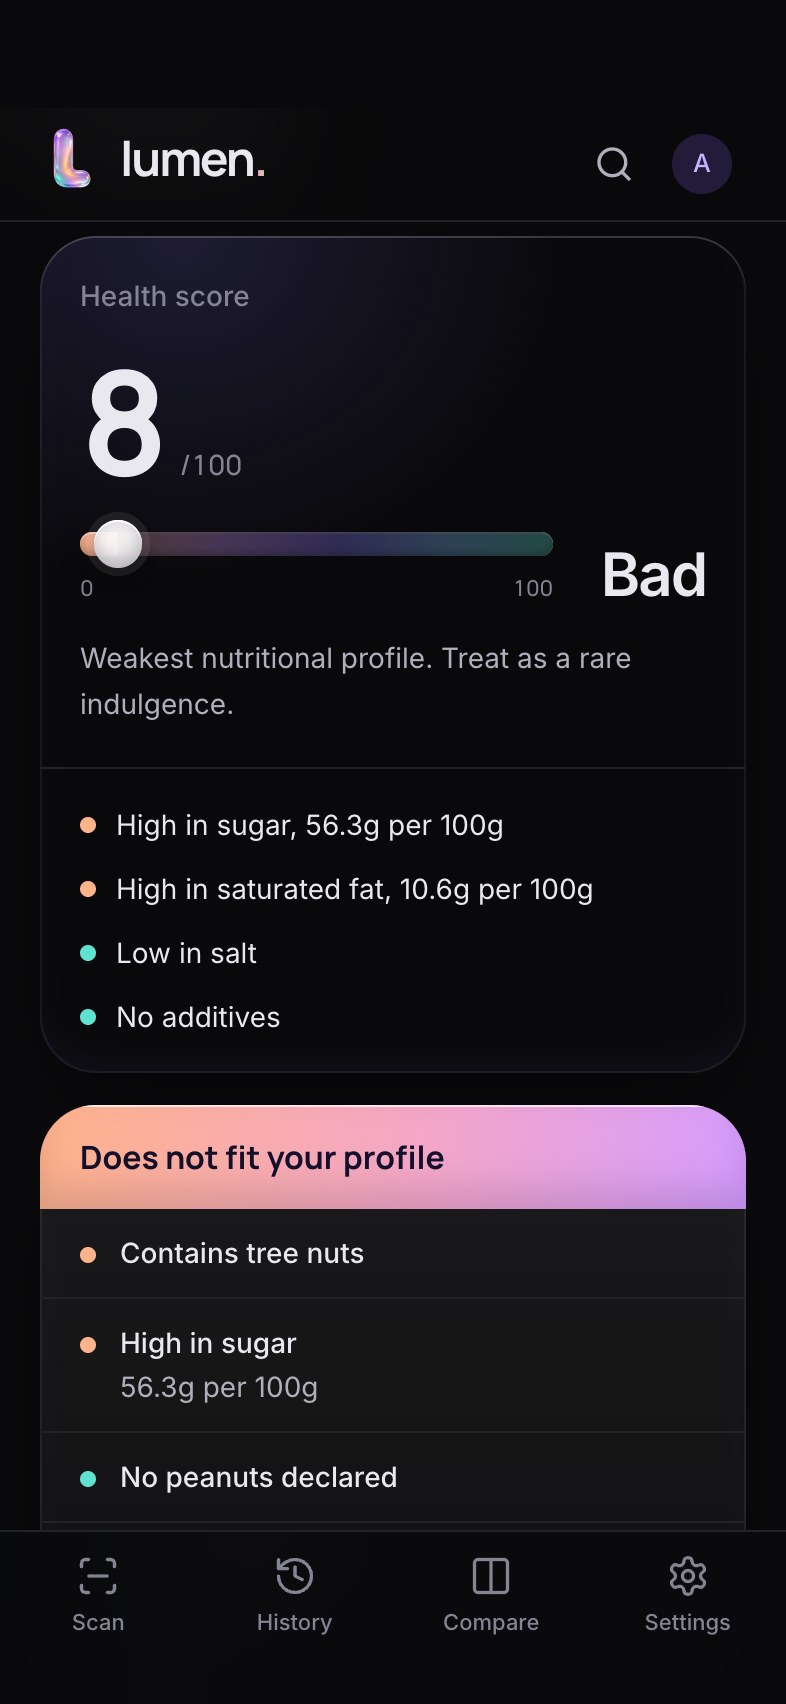 lumen.
A
Health score
8 /100
0 100
Bad
Weakest nutritional profile. Treat as a rare
indulgence.
High in sugar, 56.3g per 100g
High in saturated fat, 10.6g per 100g
Low in salt
No additives
Does not fit your profile
Contains tree nuts
High in sugar
56.3g per 100g
No peanuts declared
Scan History Compare Settings